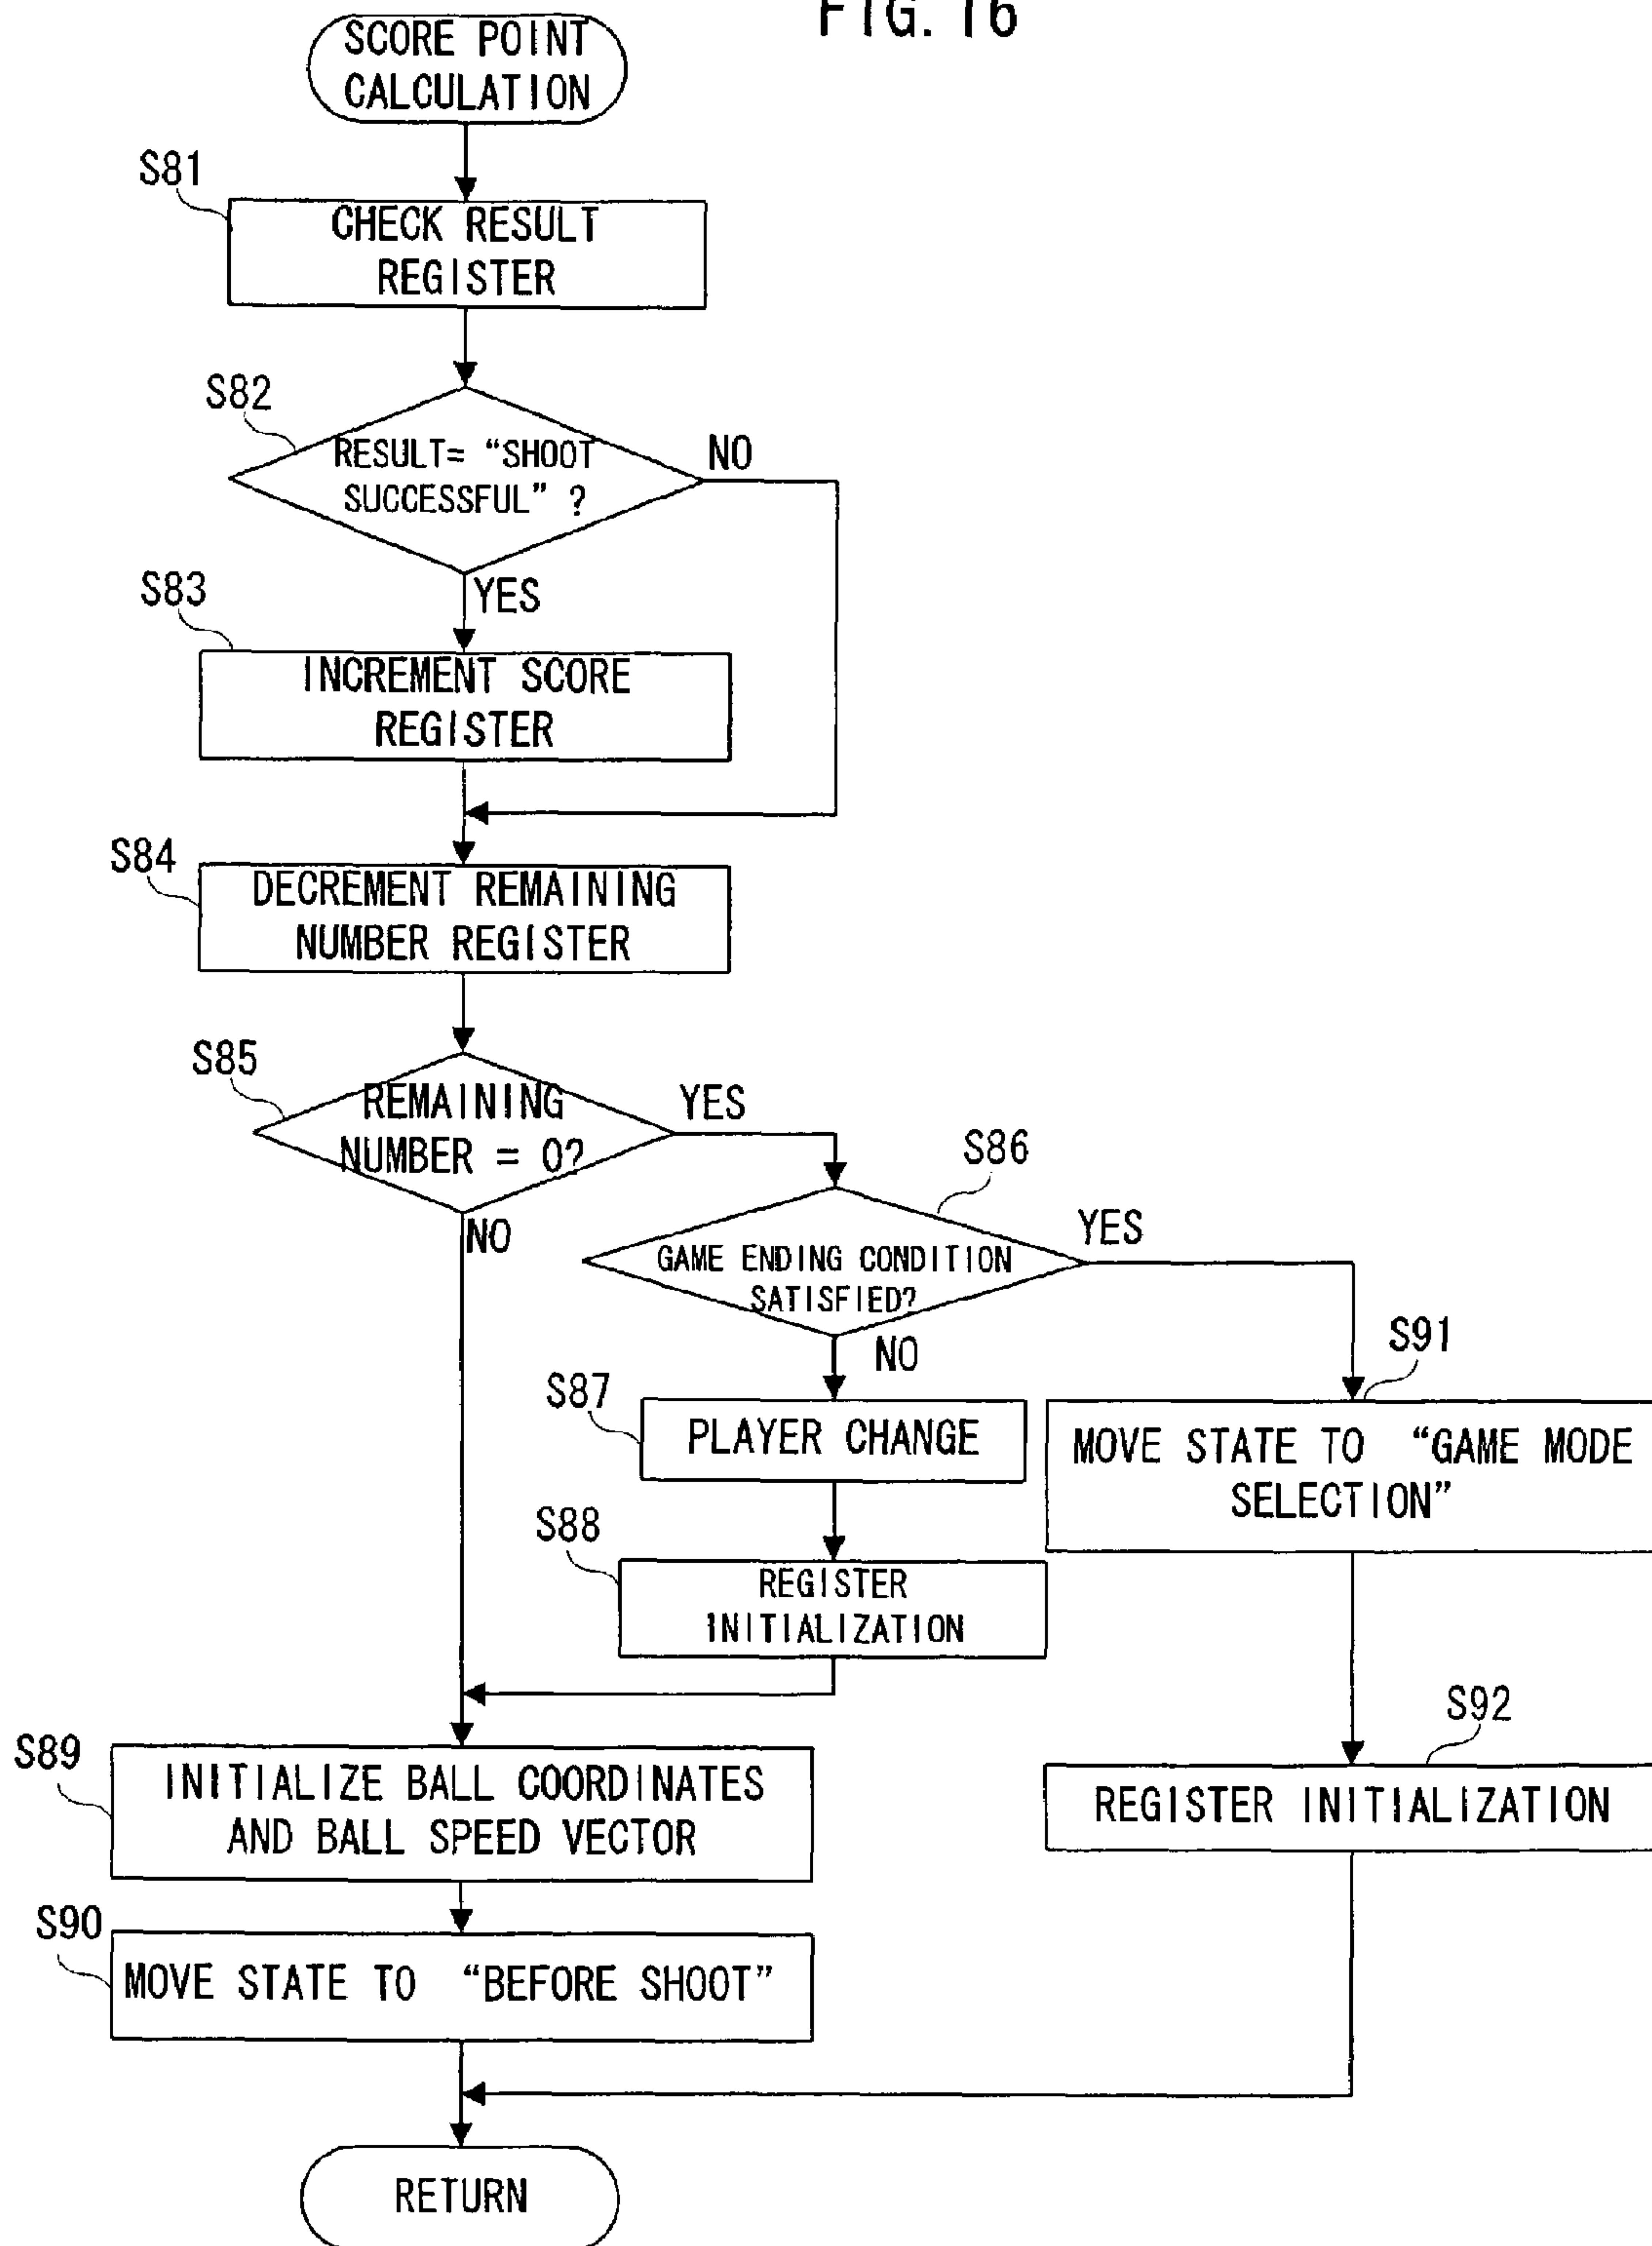 FIG. 16
SCORE POINT
CALCULATION
S81
CHECK RESULT
REGISTER
S82
RESULT= “SHOOT
SUCCESSFUL” ?
NO
YES
S83
INCREMENT SCORE
REGISTER
S84
DECREMENT REMAINING
NUMBER REGISTER
S85
REMAINING
NUMBER = 0?
YES
NO
S86
GAME ENDING CONDITION
SATISFIED?
YES
NO
S87
PLAYER CHANGE
S88
REGISTER
INITIALIZATION
S91
MOVE STATE TO “GAME MODE
SELECTION”
S92
REGISTER INITIALIZATION
S89
INITIALIZE BALL COORDINATES
AND BALL SPEED VECTOR
S90
MOVE STATE TO “BEFORE SHOOT”
RETURN